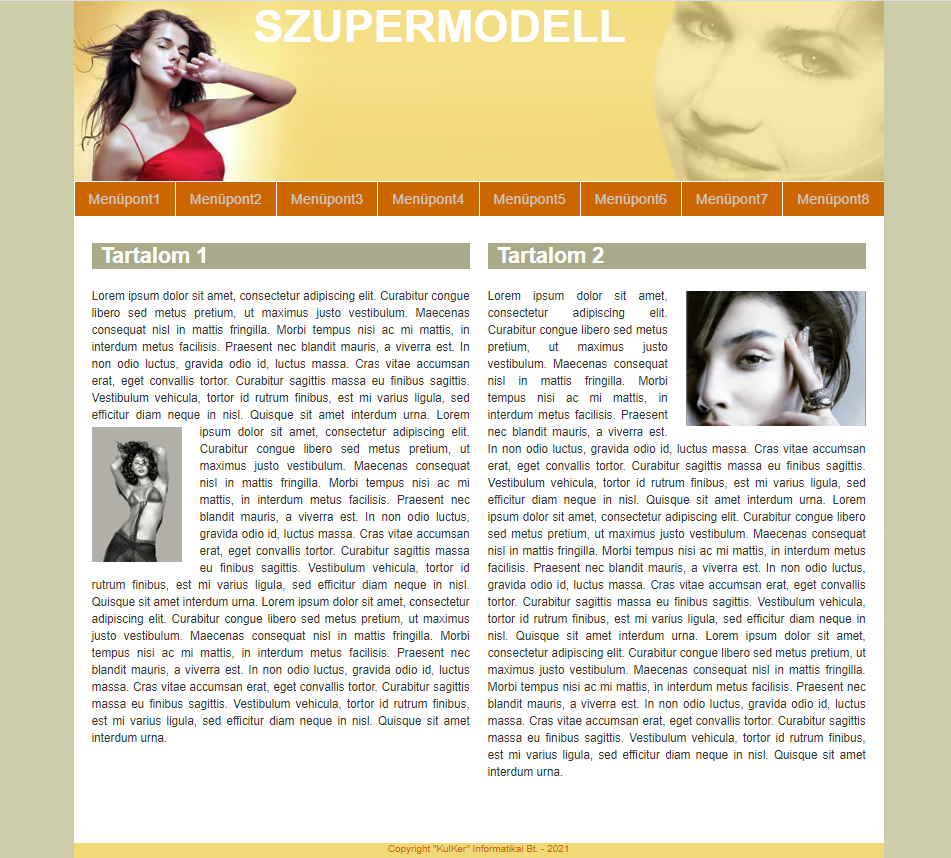 SZUPERMODELL
Menüpont1 Menüpont2 Menüpont3 Menüpont4 Menüpont5 Menüpont6 Menüpont7 Menüpont8
Tartalom 1
Lorem ipsum dolor sit amet, consectetur adipiscing elit. Curabitur congue
libero sed metus pretium, ut maximus justo vestibulum. Maecenas
consequat nisl in mattis fringilla. Morbi tempus nisi ac mi mattis, in
interdum metus facilisis. Praesent nec blandit mauris, a viverra est. In
non odio luctus, gravida odio id, luctus massa. Cras vitae accumsan
erat, eget convallis tortor. Curabitur sagittis massa eu finibus sagittis.
Vestibulum vehicula, tortor id rutrum finibus, est mi varius ligula, sed
efficitur diam neque in nisl. Quisque sit amet interdum urna. Lorem
ipsum dolor sit amet, consectetur adipiscing elit.
Curabitur congue libero sed metus pretium, ut
maximus justo vestibulum. Maecenas consequat
nisl in mattis fringilla. Morbi tempus nisi ac mi
mattis, in interdum metus facilisis. Praesent nec
blandit mauris, a viverra est. In non odio luctus,
gravida odio id, luctus massa. Cras vitae accumsan
erat, eget convallis tortor. Curabitur sagittis massa
eu finibus sagittis. Vestibulum vehicula, tortor id
rutrum finibus, est mi varius ligula, sed efficitur diam neque in nisl.
Quisque sit amet interdum urna. Lorem ipsum dolor sit amet, consectetur
adipiscing elit. Curabitur congue libero sed metus pretium, ut maximus
justo vestibulum. Maecenas consequat nisl in mattis fringilla. Morbi
tempus nisi ac mi mattis, in interdum metus facilisis. Praesent nec
blandit mauris, a viverra est. In non odio luctus, gravida odio id, luctus
massa. Cras vitae accumsan erat, eget convallis tortor. Curabitur sagittis
massa eu finibus sagittis. Vestibulum vehicula, tortor id rutrum finibus,
est mi varius ligula, sed efficitur diam neque in nisl. Quisque sit amet
interdum urna.
Tartalom 2
Lorem ipsum dolor sit amet,
consectetur adipiscing elit.
Curabitur congue libero sed metus
pretium, ut maximus justo
vestibulum. Maecenas consequat
nisl in mattis fringilla. Morbi
tempus nisi ac mi mattis, in
interdum metus facilisis. Praesent
nec blandit mauris, a viverra est.
In non odio luctus, gravida odio id, luctus massa. Cras vitae accumsan
erat, eget convallis tortor. Curabitur sagittis massa eu finibus sagittis.
Vestibulum vehicula, tortor id rutrum finibus, est mi varius ligula, sed
efficitur diam neque in nisl. Quisque sit amet interdum urna. Lorem
ipsum dolor sit amet, consectetur adipiscing elit. Curabitur congue libero
sed metus pretium, ut maximus justo vestibulum. Maecenas consequat
nisl in mattis fringilla. Morbi tempus nisi ac mi mattis, in interdum metus
facilisis. Praesent nec blandit mauris, a viverra est. In non odio luctus,
gravida odio id, luctus massa. Cras vitae accumsan erat, eget convallis
tortor. Curabitur sagittis massa eu finibus sagittis. Vestibulum vehicula,
tortor id rutrum finibus, est mi varius ligula, sed efficitur diam neque in
nisl. Quisque sit amet interdum urna. Lorem ipsum dolor sit amet,
consectetur adipiscing elit. Curabitur congue libero sed metus pretium, ut
maximus justo vestibulum. Maecenas consequat nisl in mattis fringilla.
Morbi tempus nisi ac mi mattis, in interdum metus facilisis. Praesent nec
blandit mauris, a viverra est. In non odio luctus, gravida odio id, luctus
massa. Cras vitae accumsan erat, eget convallis tortor. Curabitur sagittis
massa eu finibus sagittis. Vestibulum vehicula, tortor id rutrum finibus,
est mi varius ligula, sed efficitur diam neque in nisl. Quisque sit amet
interdum urna.
Copyright "KulKer" Informatikai Bt. - 2021